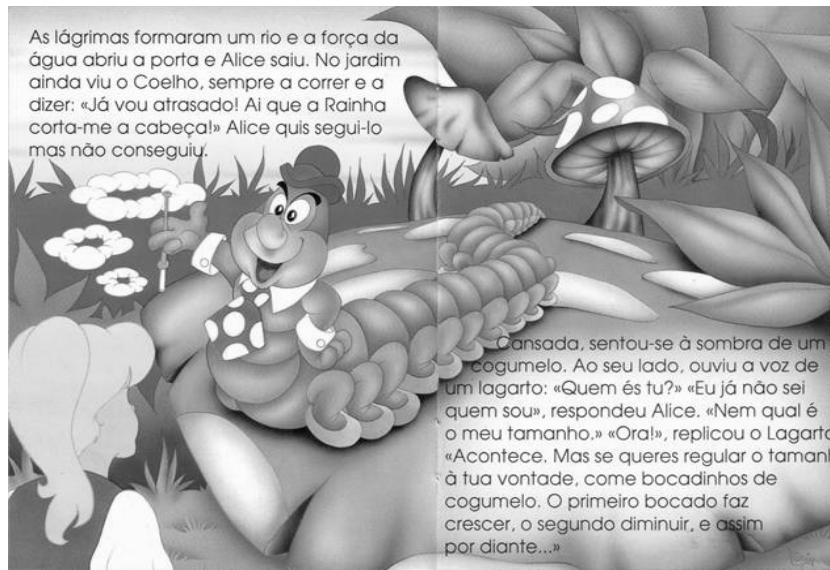 As lágrimas formaram um rio e a força da
água abriu a porta e Alice saiu. No jardim
ainda viu o Coelho, sempre a correr e a
dizer: «Já vou atrasado! Ai que a Rainha
corta-me a cabeça!» Alice quis segui-lo
mas não conseguiu.
Cansada, sentou-se à sombra de um
cogumelo. Ao seu lado, ouviu a voz de
um lagarto: «Quem és tu?» «Eu já não sei
quem sou», respondeu Alice. «Nem qual é
o meu tamanho.» «Ora!», replicou o Lagarto
«Acontece. Mas se queres regular o tamanh
à tua vontade, come bocadinhos de
cogumelo. O primeiro bocado faz
crescer, o segundo diminuir, e assim
por diante...»